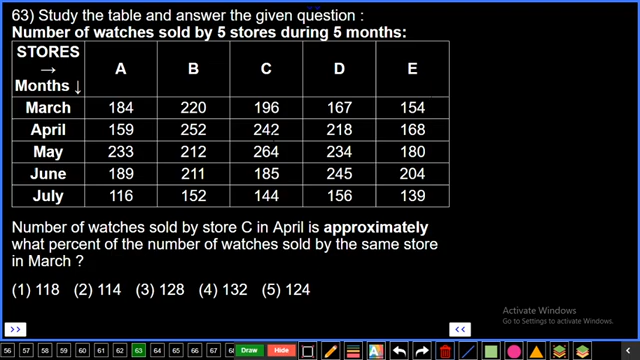 63) Study the table and answer the given question :
Number of watches sold by 5 stores during 5 months:
STORES → Months ↓ A B C D E
March 184 220 196 167 154
April 159 252 242 218 168
May 233 212 264 234 180
June 189 211 185 245 204
July 116 152 144 156 139
Number of watches sold by store C in April is approximately
what percent of the number of watches sold by the same store
in March ?
(1) 118 (2) 114 (3) 128 (4) 132 (5) 124
Activate Windows
Go to Settings to activate Windows.
>> <<
56 57 58 59 60 61 62 63 64 65 66 67 68 Draw Hide